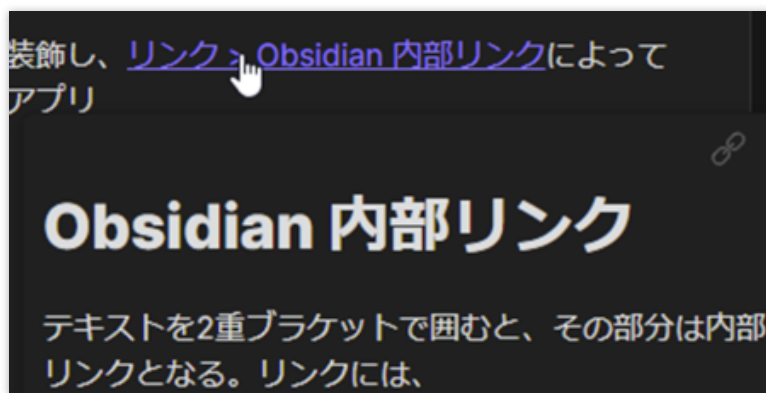 装飾し、リンク > Obsidian 内部リンクによって
アプリ
Obsidian 内部リンク
テキストを2重ブラケットで囲むと、その部分は内部
リンクとなる。リンクには、